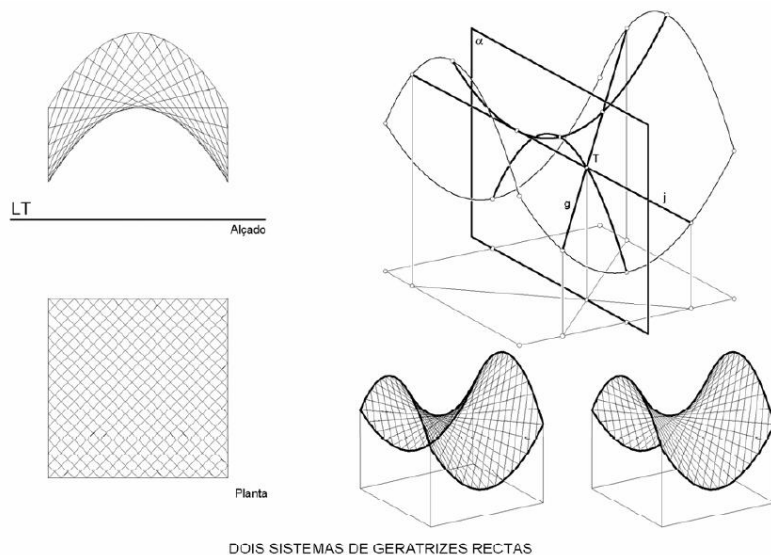 LT
Alçado
Planta
α
T
g
j
DOIS SISTEMAS DE GERATRIZES RECTAS